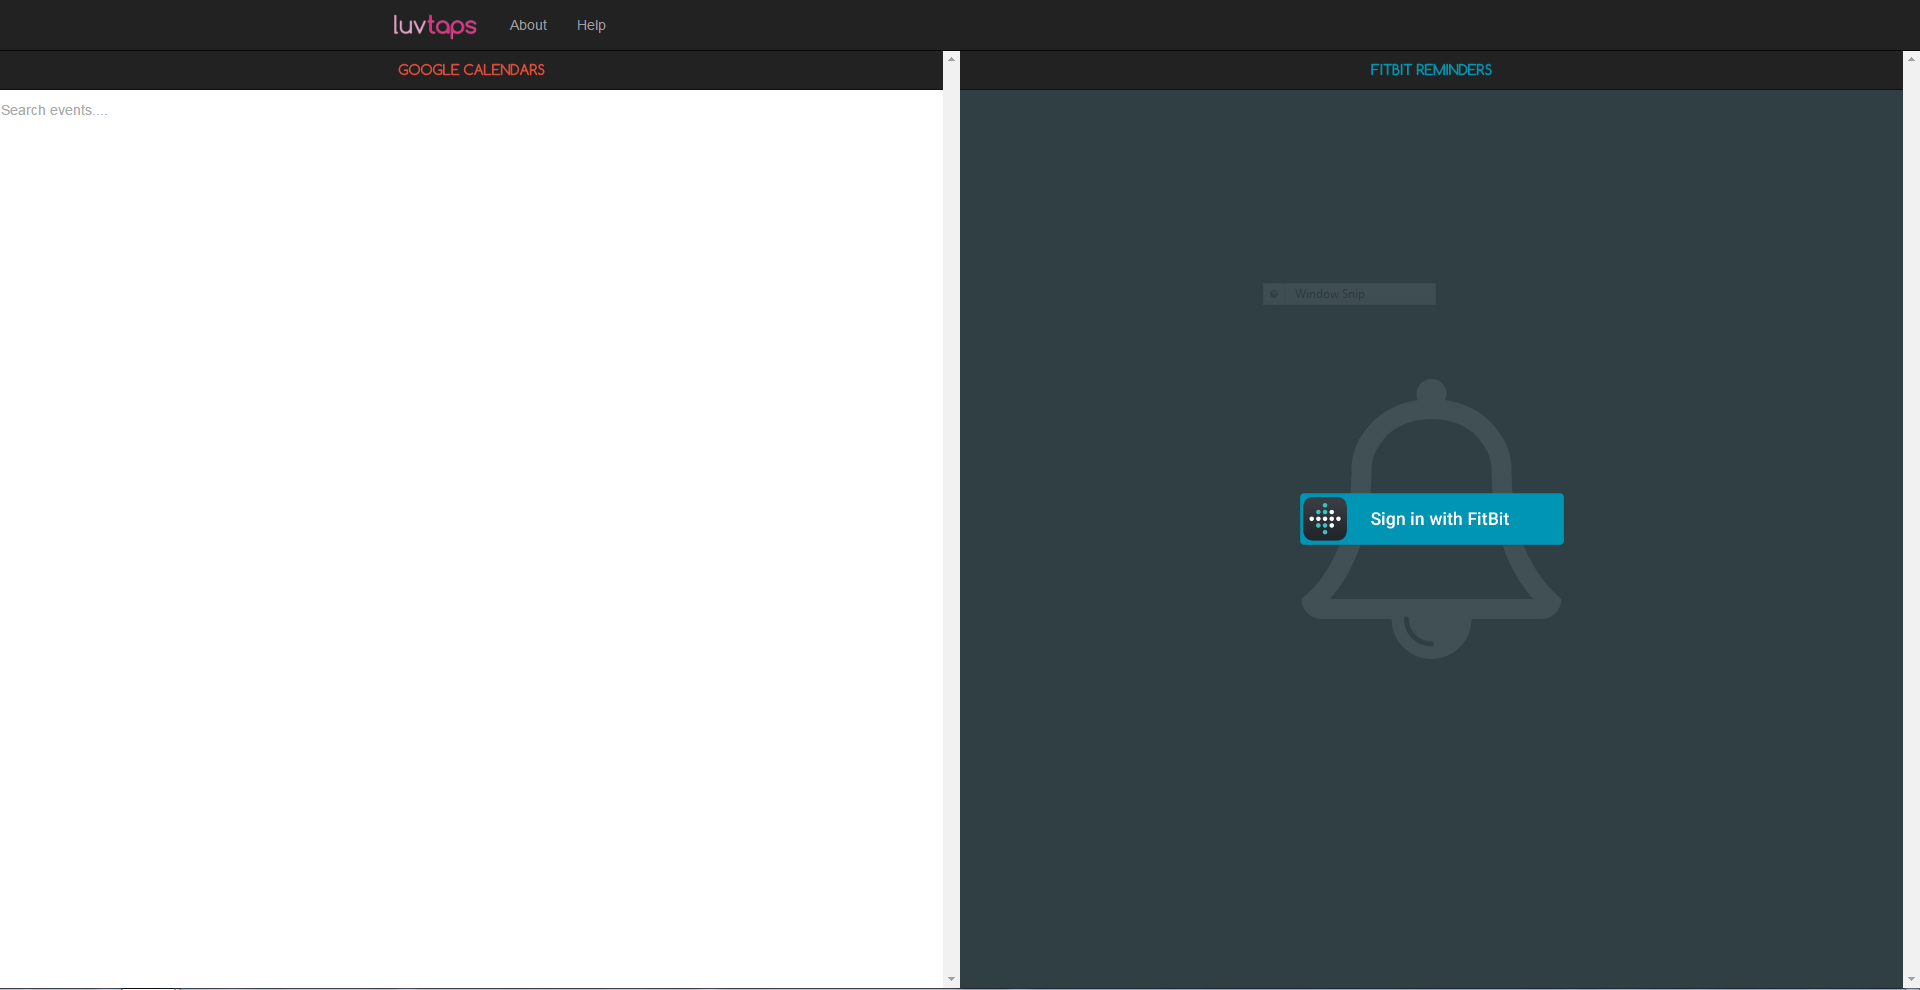 luvtaps About Help
GOOGLE CALENDARS
FITBIT REMINDERS
Search events....
Window Snip
Sign in with FitBit